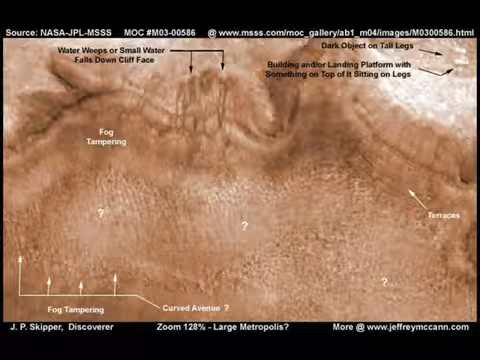 Source: NASA-JPL-MSSS MOC #M03-00586 @ www.msss.com/moc_gallery/ab1_m04/images/M0300586.html
Water Weeps or Small Water
Falls Down Cliff Face
Dark Object on Tall Legs
Building and/or Landing Platform with
Something on Top of It Sitting on Legs
Fog
Tampering
?
?
Terraces
?
Fog Tampering
Curved Avenue ?
J. P. Skipper, Discoverer Zoom 128% - Large Metropolis? More @ www.jeffreymccann.com